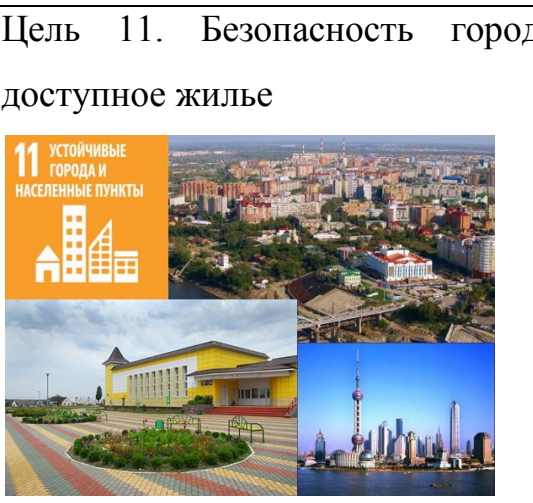 Цель 11. Безопасность город
доступное жилье
11 УСТОЙЧИВЫЕ
ГОРОДА И
НАСЕЛЕННЫЕ ПУНКТЫ